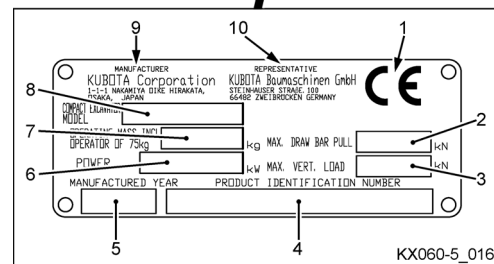 9 10 1
MANUFACTURER REPRESENTATIVE
KUBOTA Corporation KUBOTA Baumaschinen GmbH
1-1-1 NAKAMIYA OIKE HIRAKATA, STEINHAUSER STRAßE. 100
OSAKA, JAPAN 66482 ZWEIBRÜCKEN GERMANY
CE
8
COMPACT EXCAVATOR
MODEL
7
OPERATING MASS INCL
OPERATOR OF 75kg kg MAX. DRAW BAR PULL kN
2
6
POWER kW MAX. VERT. LOAD kN
3
MANUFACTURED YEAR PRODUCT IDENTIFICATION NUMBER
5 4
KX060-5_016